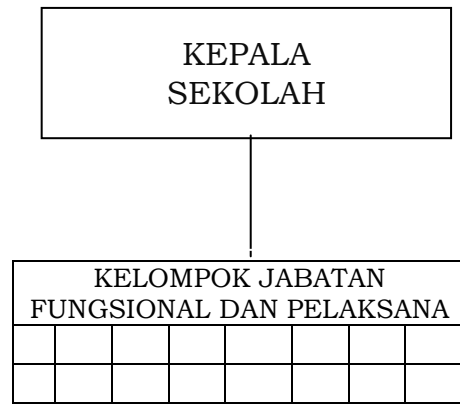 KEPALA
SEKOLAH
KELOMPOK JABATAN
FUNGSIONAL DAN PELAKSANA